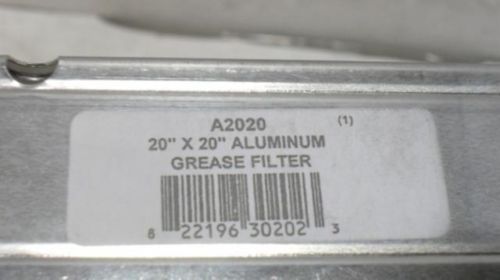 A2020 (1)
20" X 20" ALUMINUM
GREASE FILTER
6 22196 30202 3